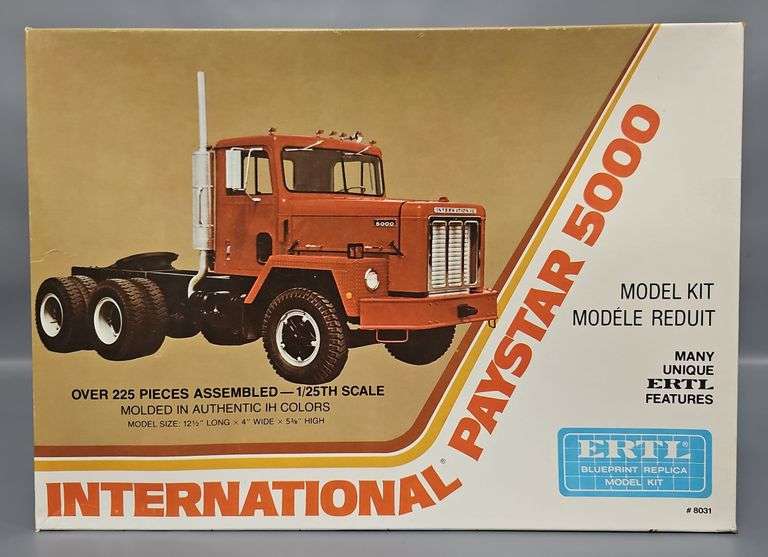 INTERNATIONAL
5000
INTERNATIONAL® PAYSTAR 5000
MODEL KIT
MODÉLE REDUIT
MANY
UNIQUE
ERTL
FEATURES
OVER 225 PIECES ASSEMBLED — 1/25TH SCALE
MOLDED IN AUTHENTIC IH COLORS
MODEL SIZE: 12½" LONG × 4" WIDE × 5⅜" HIGH
ERTL®
BLUEPRINT REPLICA
MODEL KIT
# 8031